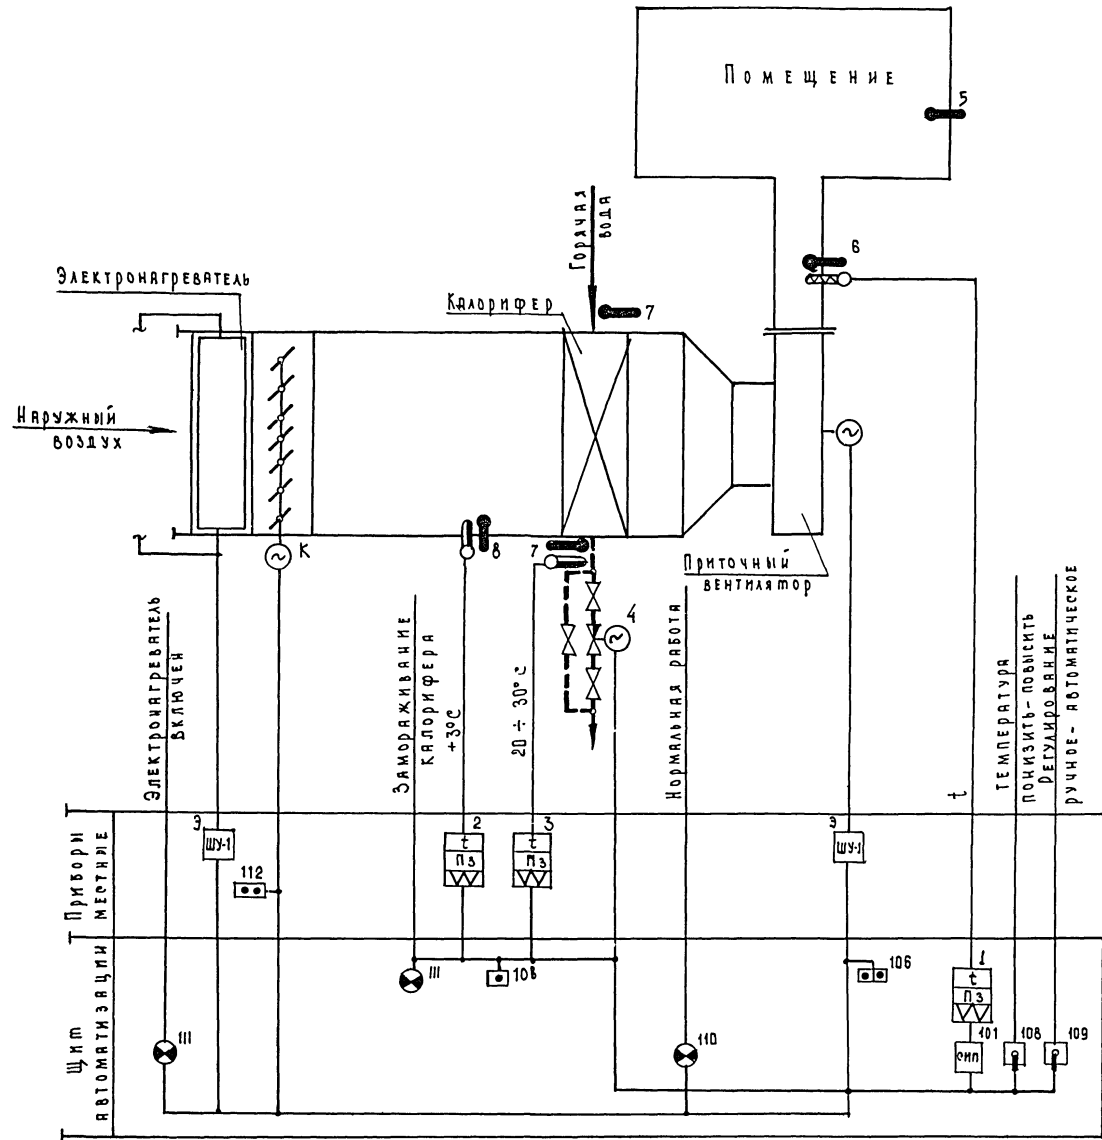 Помещение
5
Горячая
вода
6
Электронагреватель
Калорифер
7
Наружный
воздух
К
8
7
Приточный
вентилятор
4
Электронагреватель
включен
Замораживание
калорифера
+3°С
20÷30°С
Нормальная работа
t
Температура
понизить-повысить
Регулирование
ручное-автоматическое
Приборы
местные
Э
ШУ-1
112
2
t
ПЗ
3
t
ПЗ
Э
ШУ-1
Щит
автоматизации
111
111
110
106
1
t
ПЗ
101
СИП
108
109